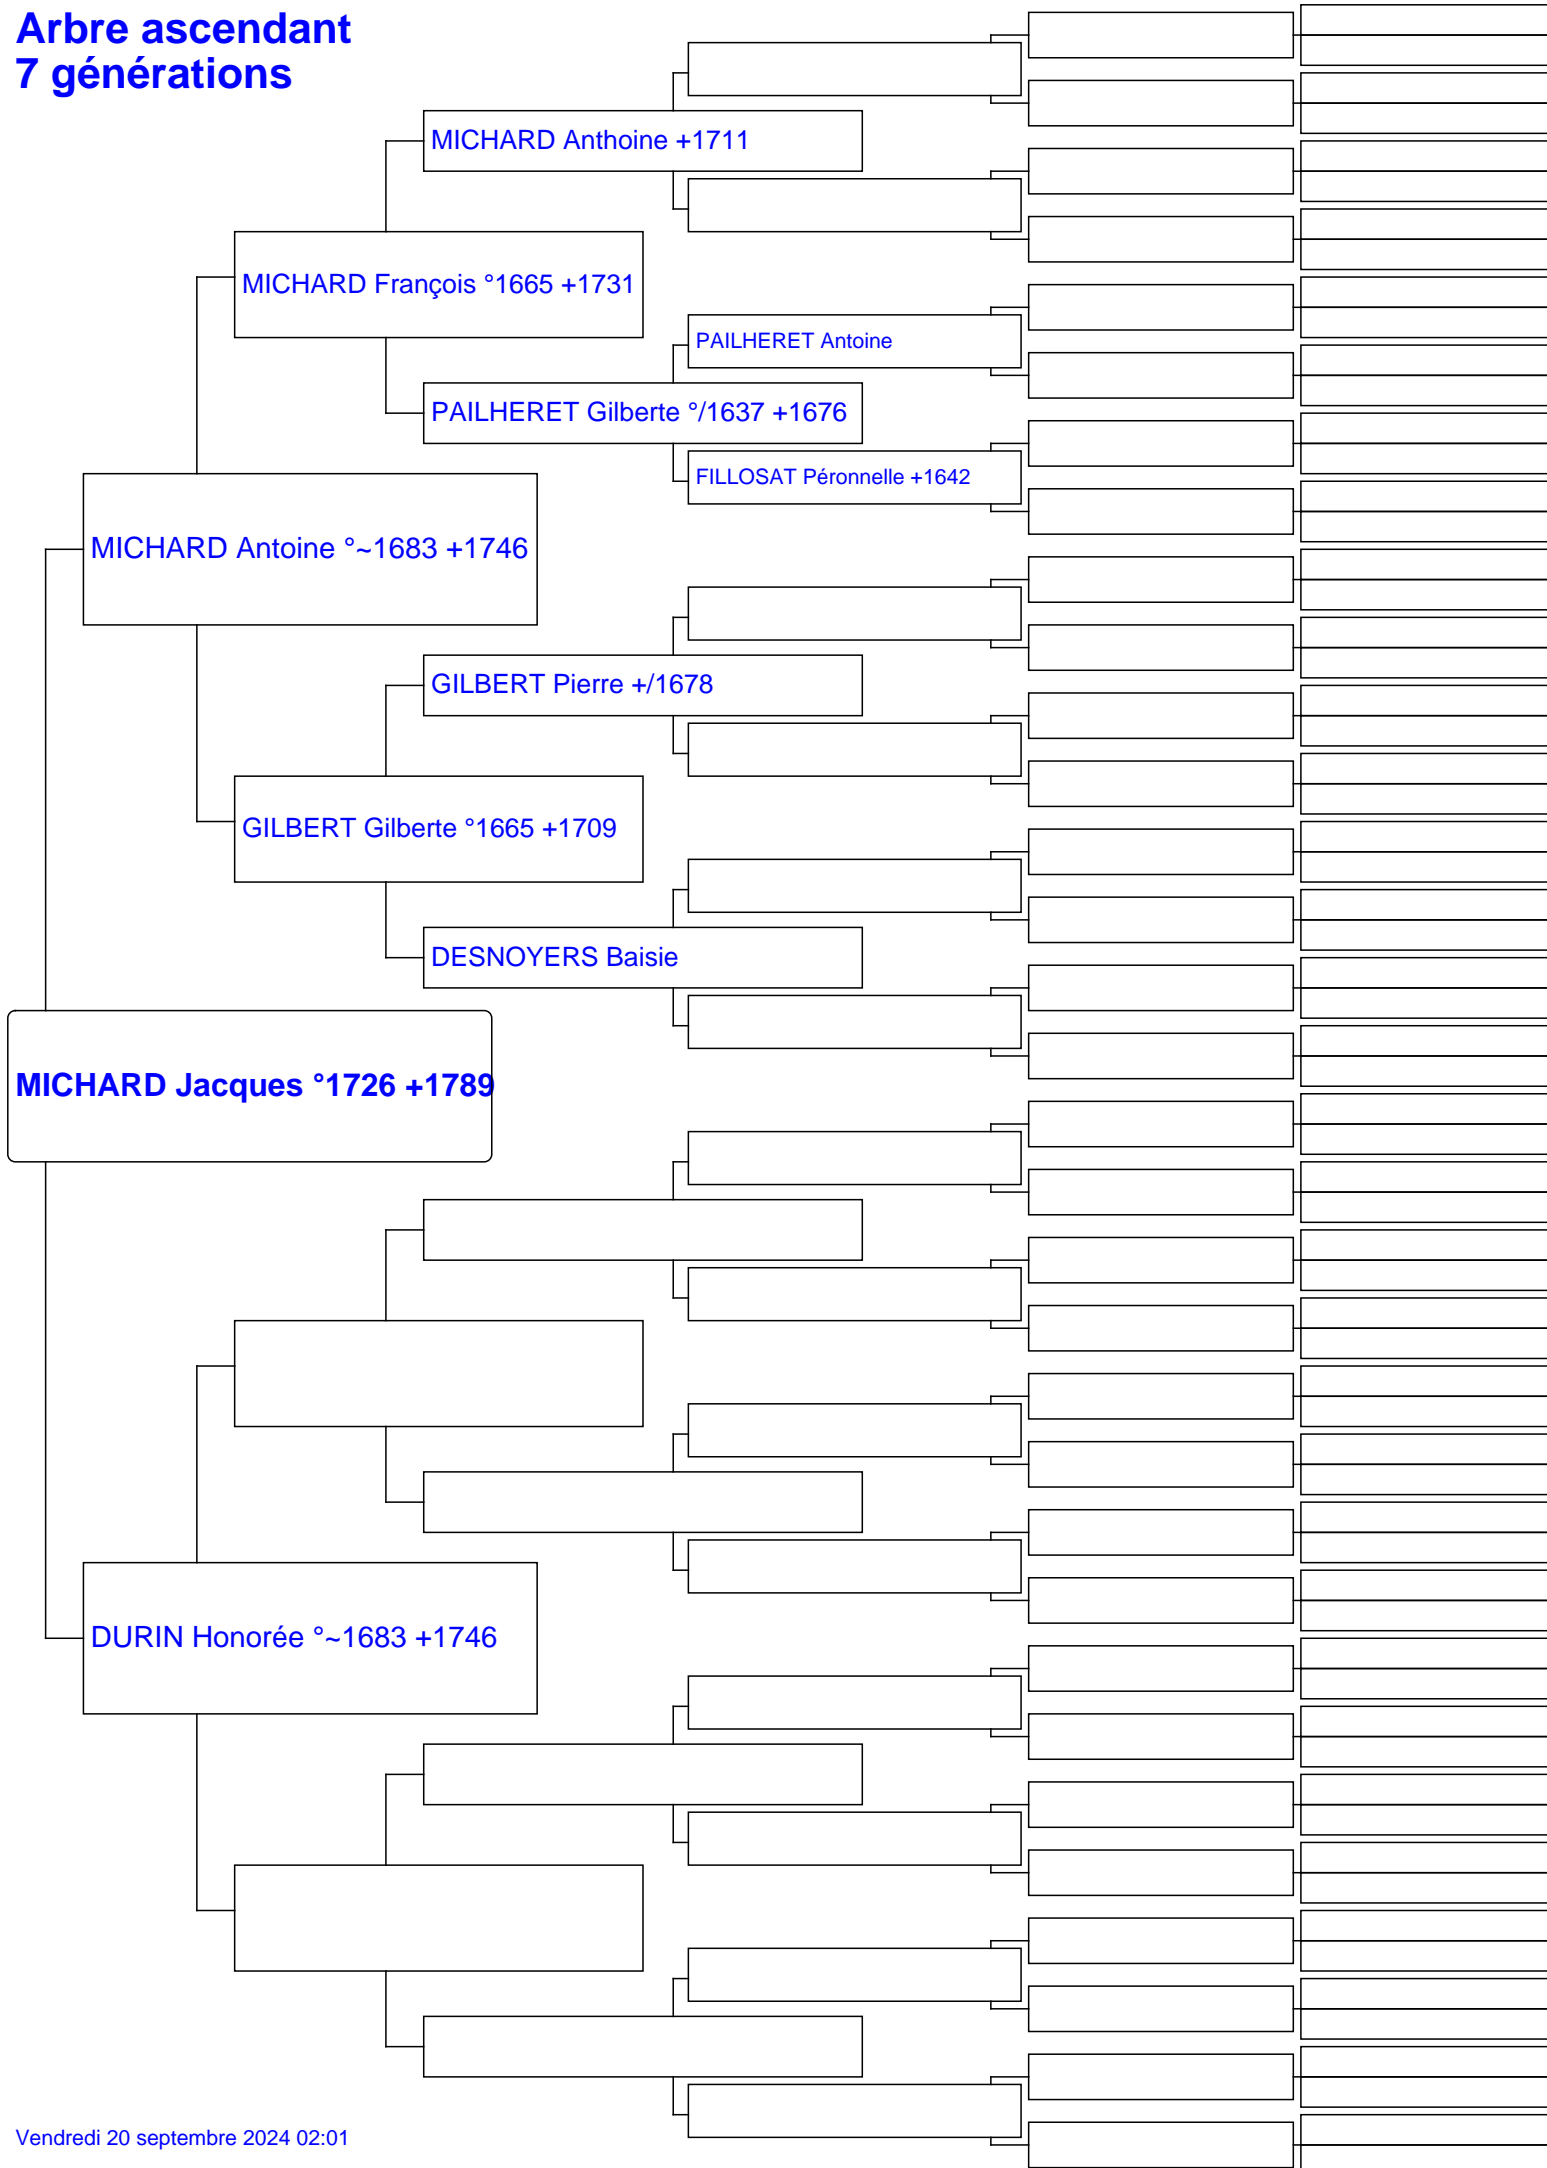 Arbre ascendant
7 générations
MICHARD Anthoine +1711
MICHARD François °1665 +1731
PAILHERET Antoine
PAILHERET Gilberte °/1637 +1676
FILLOSAT Péronnelle +1642
MICHARD Antoine °~1683 +1746
GILBERT Pierre +/1678
GILBERT Gilberte °1665 +1709
DESNOYERS Baisie
MICHARD Jacques °1726 +1789
DURIN Honorée °~1683 +1746
Vendredi 20 septembre 2024 02:01